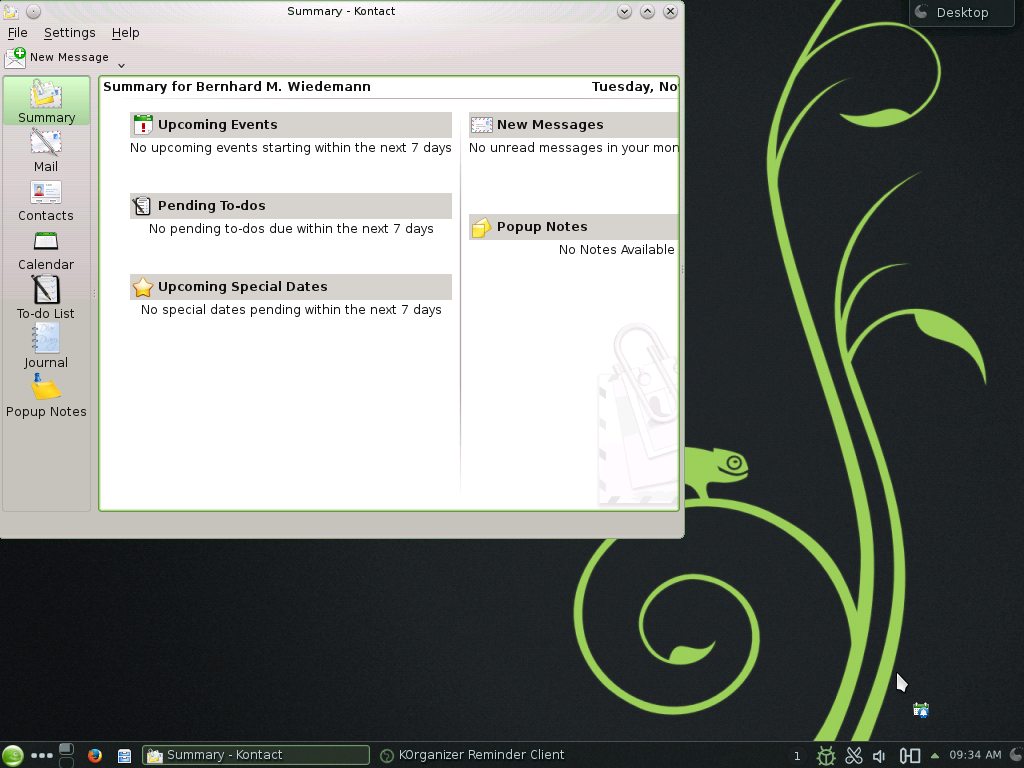 Summary - Kontact
Desktop
File Settings Help
New Message
Summary for Bernhard M. Wiedemann
Tuesday, No
Summary
Mail
Contacts
Calendar
To-do List
Journal
Popup Notes
Upcoming Events
No upcoming events starting within the next 7 days
Pending To-dos
No pending to-dos due within the next 7 days
Upcoming Special Dates
No special dates pending within the next 7 days
New Messages
No unread messages in your mon
Popup Notes
No Notes Available
Summary - Kontact
KOrganizer Reminder Client
1
09:34 AM